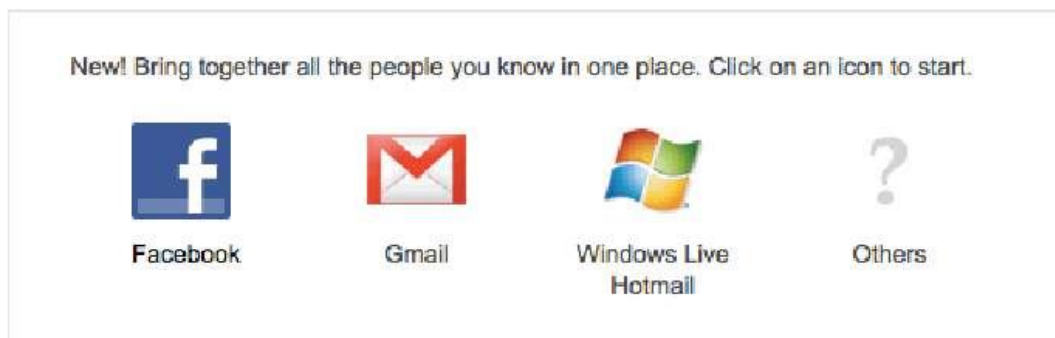 New! Bring together all the people you know in one place. Click on an icon to start.
f
?
Facebook
Gmail
Windows Live
Hotmail
Others